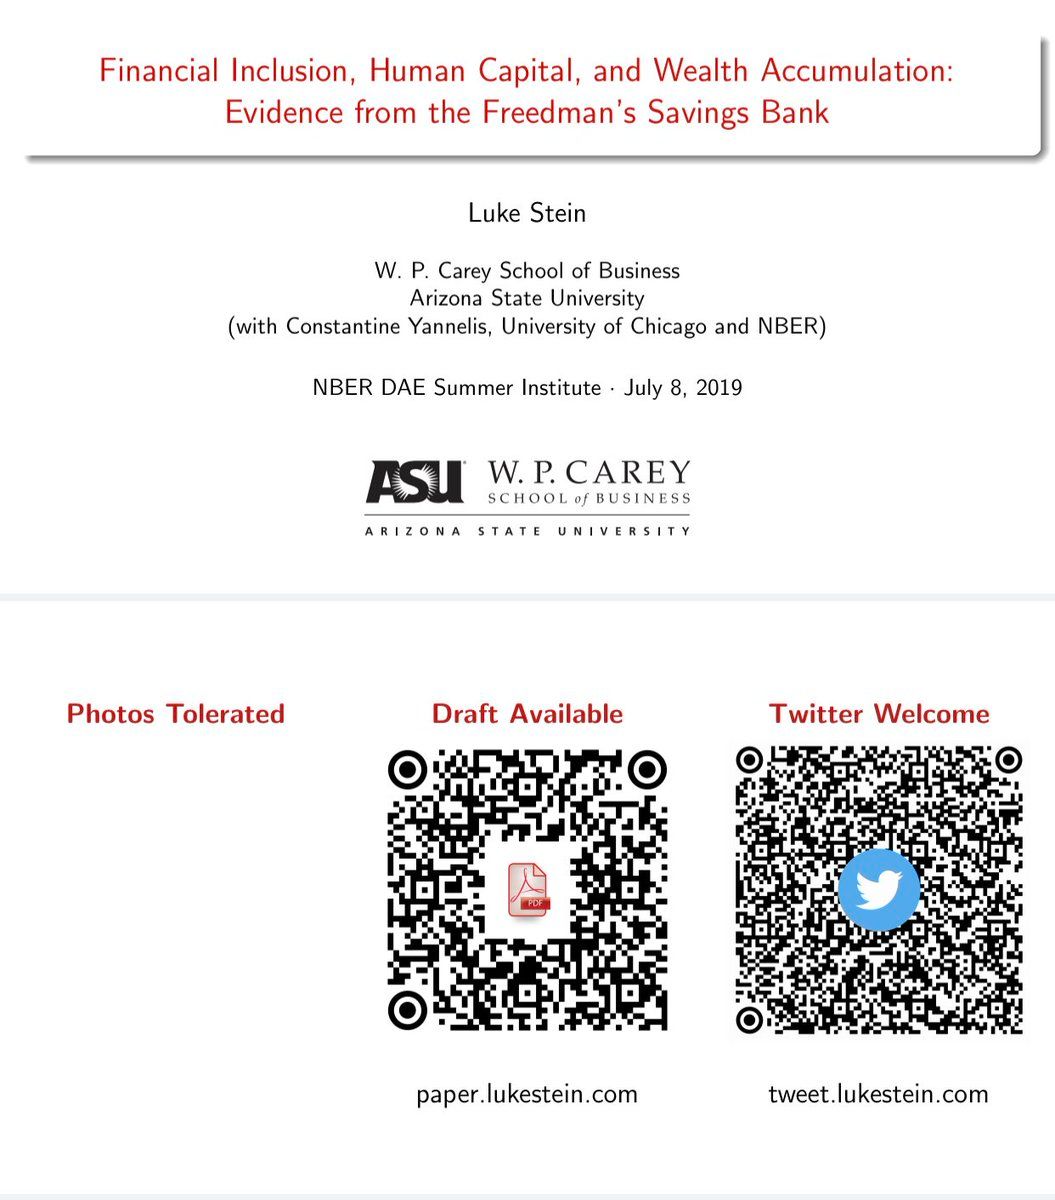 Financial Inclusion, Human Capital, and Wealth Accumulation:
Evidence from the Freedman's Savings Bank
Luke Stein
W. P. Carey School of Business
Arizona State University
(with Constantine Yannelis, University of Chicago and NBER)
NBER DAE Summer Institute · July 8, 2019
ASU W. P. CAREY
SCHOOL of BUSINESS
ARIZONA STATE UNIVERSITY
Photos Tolerated
Draft Available
Twitter Welcome
PDF
paper.lukestein.com
tweet.lukestein.com